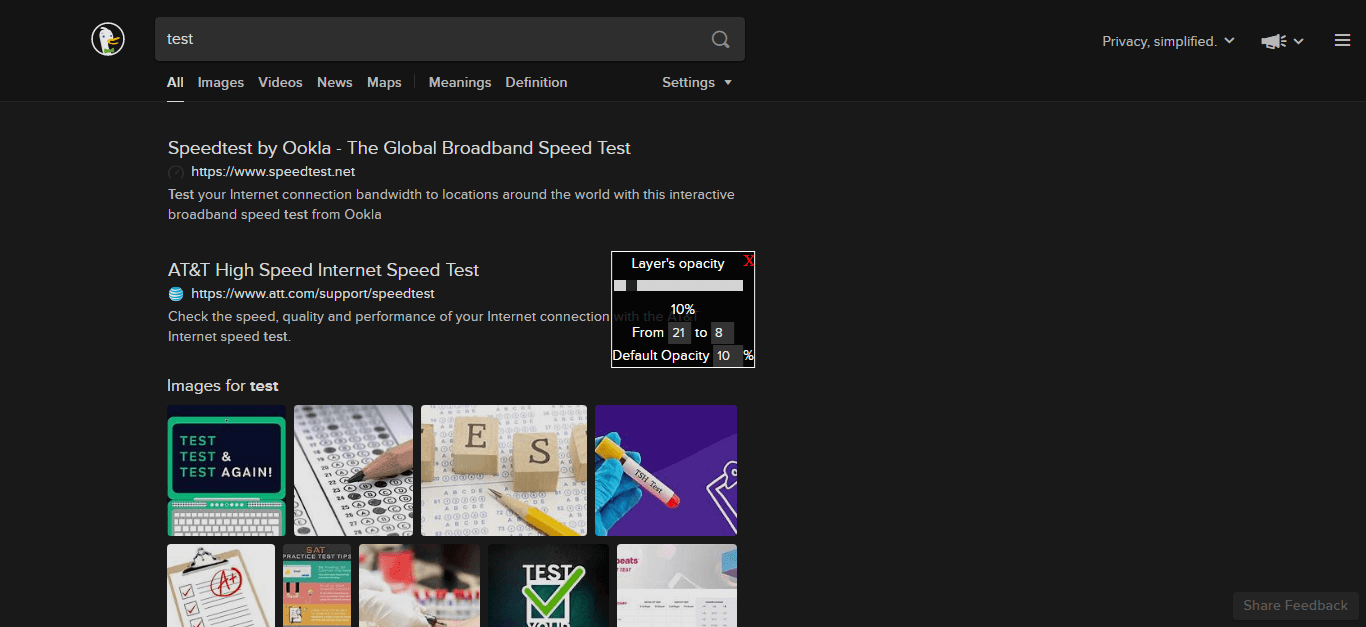 test
Privacy, simplified.
All Images Videos News Maps Meanings Definition Settings
Speedtest by Ookla - The Global Broadband Speed Test
https://www.speedtest.net
Test your Internet connection bandwidth to locations around the world with this interactive
broadband speed test from Ookla
AT&T High Speed Internet Speed Test
https://www.att.com/support/speedtest
Check the speed, quality and performance of your Internet connection with the AT&T
Internet speed test.
Layer's opacity X
10%
From 21 to 8
Default Opacity 10 %
Images for test
TEST
TEST &
TEST AGAIN!
E
S
TSH Test
A+
SAT
PRACTICE TEST TIPS
TEST
YOUR
Share Feedback